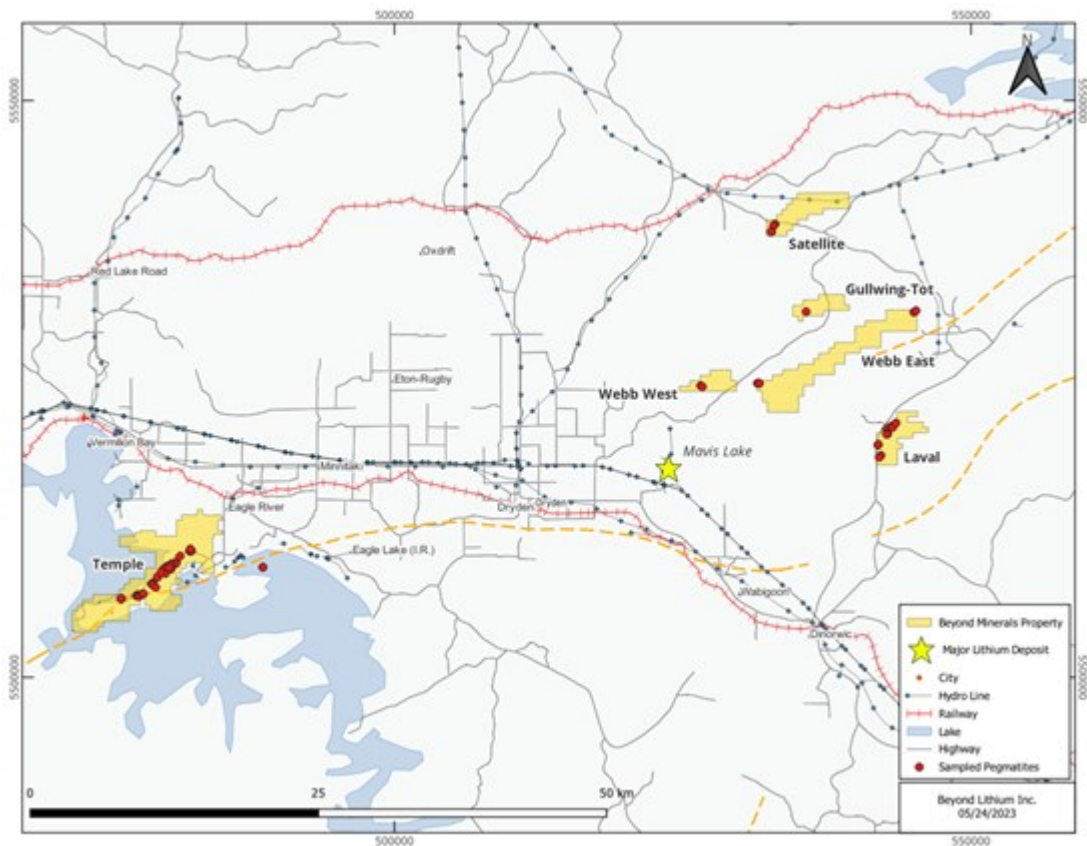 500000
550000
N
5550000
555000
Satellite
Oxdrift
Red Lake Road
Gullwing-Tot
Webb East
Eton-Rugby
Webb West
Vermilion Bay
Mavis Lake
Laval
Minnitaki
Dryden
Dryden
Eagle River
Eagle Lake (I.R.)
Temple
Wabigoon
Dinorwic
Beyond Minerals Property
Major Lithium Deposit
City
Hydro Line
Railway
Lake
Highway
Sampled Pegmatites
5500000
0
25
50 km
Beyond Lithium Inc.
05/24/2023
500000
550000